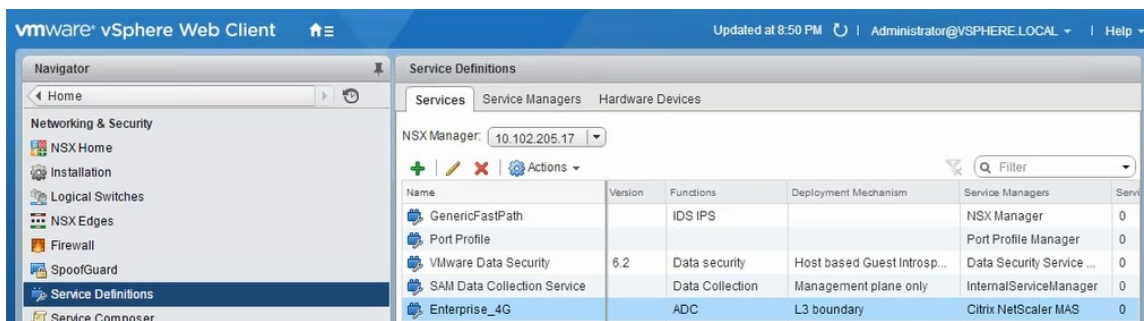 vmware® vSphere Web Client
Updated at 8:50 PM | Administrator@VSPHERE.LOCAL | Help
Navigator
Home
Networking & Security
NSX Home
Installation
Logical Switches
NSX Edges
Firewall
SpoofGuard
Service Definitions
Service Composer
Service Definitions
Services Service Managers Hardware Devices
NSX Manager: 10.102.205.17
Actions Filter
Name Version Functions Deployment Mechanism Service Managers Servi
GenericFastPath IDS IPS NSX Manager 0
Port Profile Port Profile Manager 0
VMware Data Security 6.2 Data security Host based Guest Introsp... Data Security Service ... 0
SAM Data Collection Service Data Collection Management plane only InternalServiceManager 0
Enterprise_4G ADC L3 boundary Citrix NetScaler MAS 0